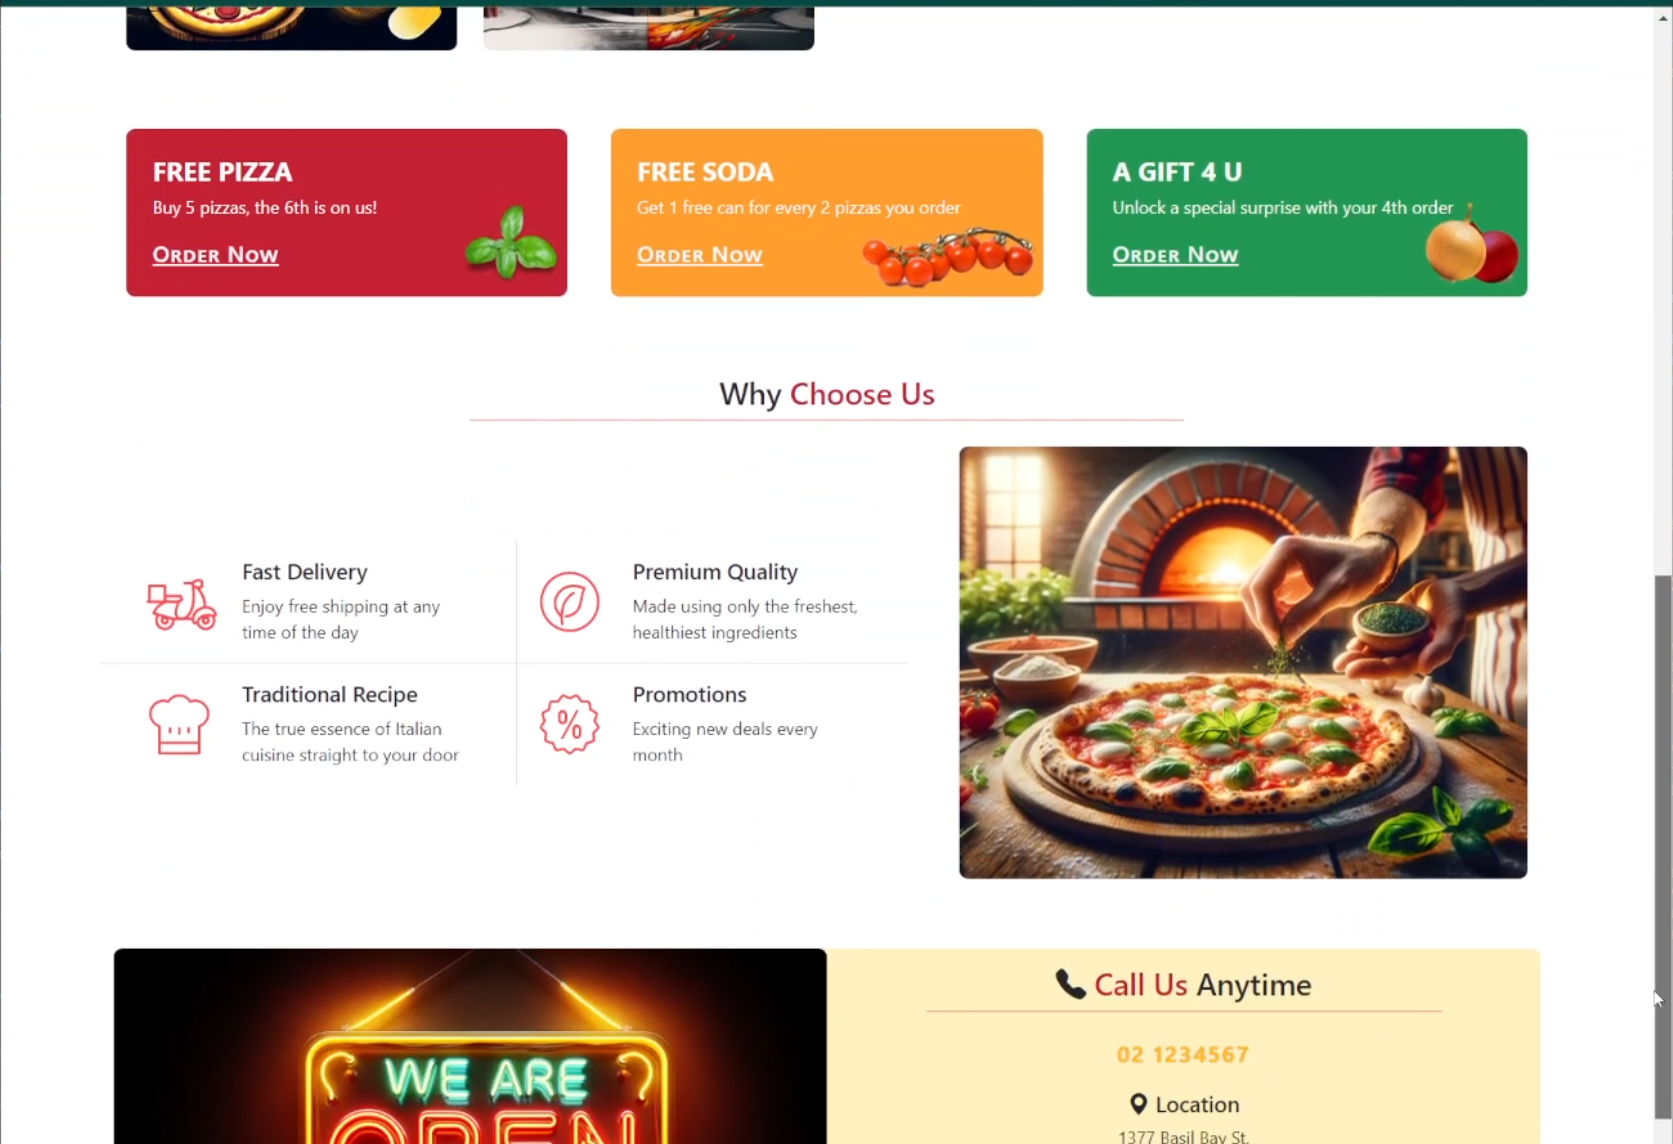 FREE PIZZA
Buy 5 pizzas, the 6th is on us!
Order Now
FREE SODA
Get 1 free can for every 2 pizzas you order
Order Now
A GIFT 4 U
Unlock a special surprise with your 4th order
Order Now
Why Choose Us
Fast Delivery
Enjoy free shipping at any
time of the day
Premium Quality
Made using only the freshest,
healthiest ingredients
Traditional Recipe
The true essence of Italian
cuisine straight to your door
%
Promotions
Exciting new deals every
month
WE ARE
OPEN
Call Us Anytime
02 1234567
Location
1377 Basil Bay St.